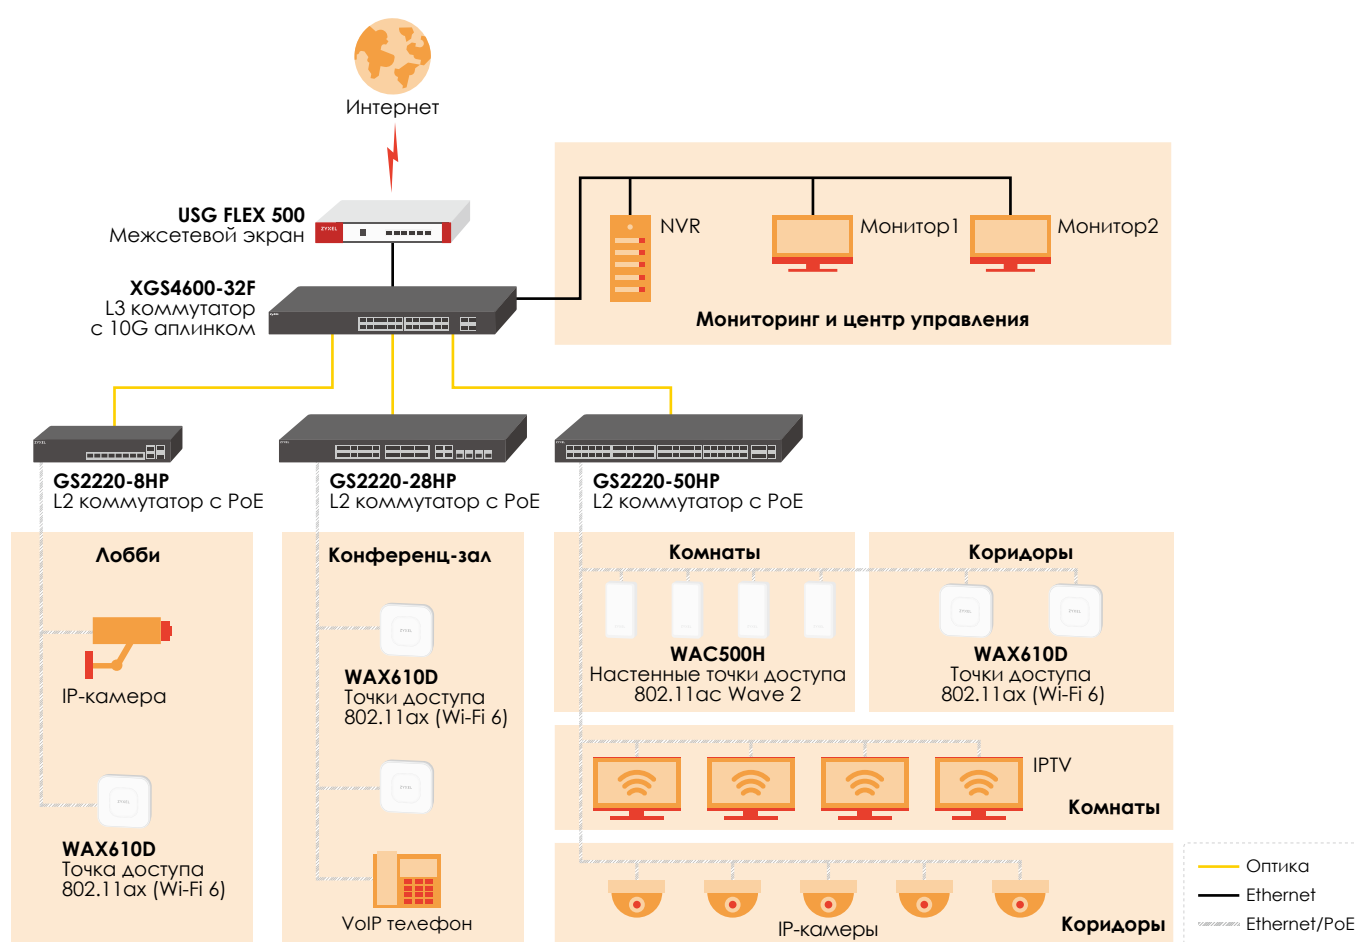 Интернет
USG FLEX 500
Межсетевой экран
ZYXEL
NVR
Монитор1
Монитор2
Мониторинг и центр управления
XGS4600-32F
L3 коммутатор
с 10G аплинком
GS2220-8HP
L2 коммутатор с PoE
GS2220-28HP
L2 коммутатор с PoE
GS2220-50HP
L2 коммутатор с PoE
Лобби
IP-камера
WAX610D
Точка доступа
802.11ax (Wi-Fi 6)
Конференц-зал
WAX610D
Точки доступа
802.11ax (Wi-Fi 6)
VoIP телефон
Комнаты
WAC500H
Настенные точки доступа
802.11ac Wave 2
Коридоры
WAX610D
Точки доступа
802.11ax (Wi-Fi 6)
IPTV
Комнаты
IP-камеры
Коридоры
Оптика
Ethernet
Ethernet/PoE